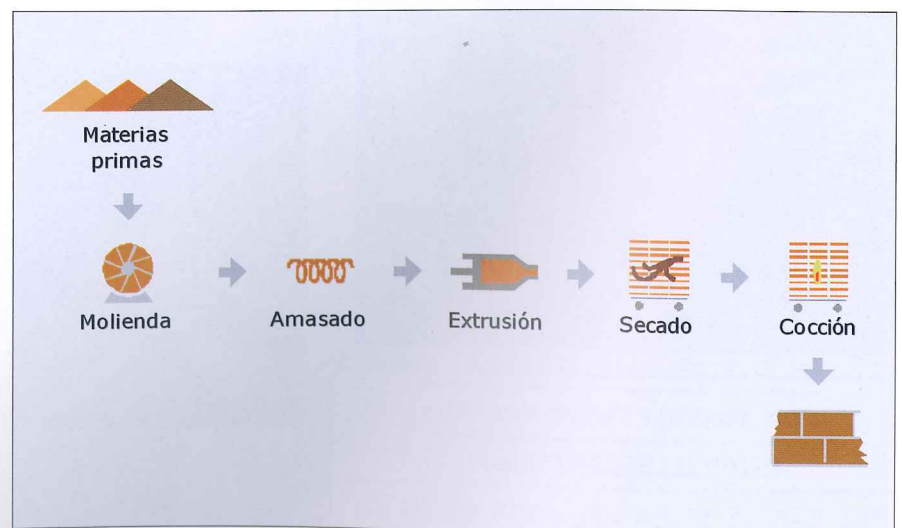 Materias
primas
Molienda
Amasado
Extrusión
Secado
Cocción